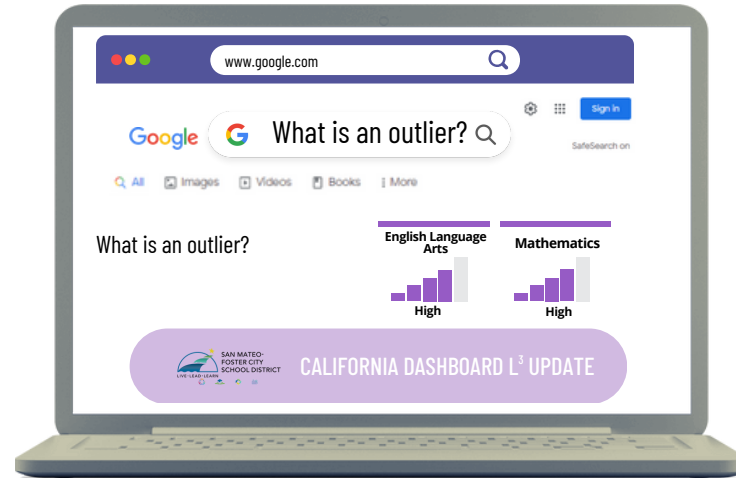 www.google.com
Sign in
Google
G What is an outlier?
SafeSearch on
All Images Videos Books More
What is an outlier?
English Language
Arts
High
Mathematics
High
SAN MATEO-
FOSTER CITY
SCHOOL DISTRICT
LIVE·LEAD·LEARN
CALIFORNIA DASHBOARD L³ UPDATE